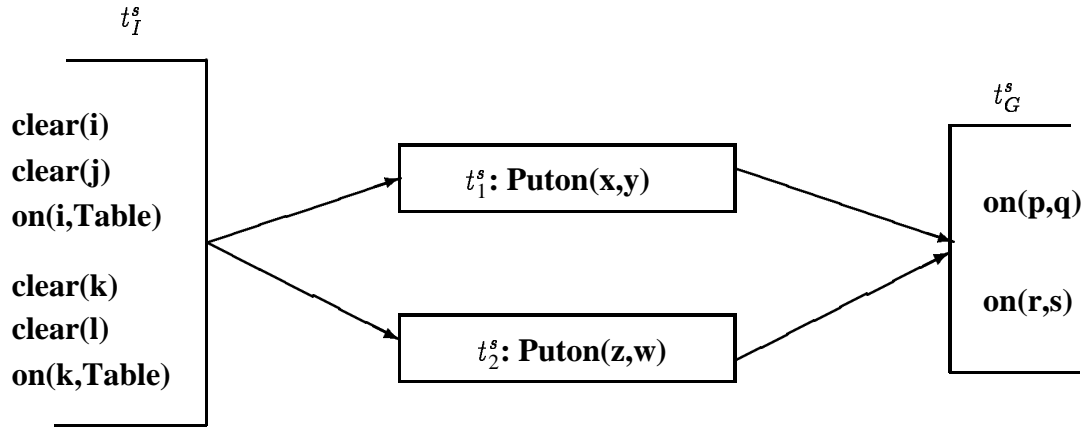 t_I^s
clear(i)
clear(j)
on(i,Table)
clear(k)
clear(l)
on(k,Table)
t_1^s: Puton(x,y)
t_2^s: Puton(z,w)
t_G^s
on(p,q)
on(r,s)